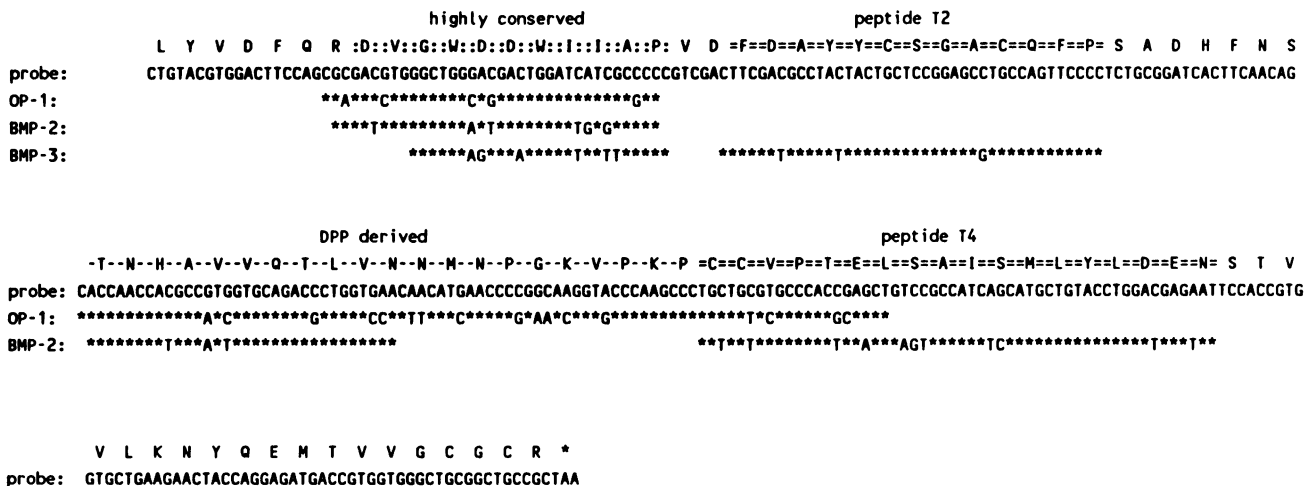 highly conserved peptide T2
L Y V D F Q R :D::V::G::W::D::D::W::I::I::A::P: V D =F==D==A==Y==Y==C==S==G==A==C==Q==F==P= S A D H F N S
probe: CTGTACGTGGACTTCCAGCGCGACGTGGGCTGGGACGACTGGATCATCGCCCCCGTCGACTTCGACGCCTACTACTGCTCCGGAGCCTGCCAGTTCCCCTCTGCGGATCACTTCAACAG
OP-1: **A***C********C*G**************G**
BMP-2: ****T*********A*T********TG*G*****
BMP-3: ******AG***A*****T**TT***** ******T*****T**************G************
DPP derived peptide T4
-T--N--H--A--V--V--Q--T--L--V--N--N--M--N--P--G--K--V--P--K--P =C==C==V==P==T==E==L==S==A==I==S==M==L==Y==L==D==E==N= S T V
probe: CACCAACCACGCCGTGGTGCAGACCCTGGTGAACAACATGAACCCCGGCAAGGTACCCAAGCCCTGCTGCGTGCCCACCGAGCTGTCCGCCATCAGCATGCTGTACCTGGACGAGAATTCCACCGTG
OP-1: *************A*C********G*****CC**TT***C*****G*AA*C***G**************T*C******GC****
BMP-2: ********T***A*T***************** **T**T********T**A***AGT******TC***************T***T**
V L K N Y Q E M T V V G C G C R *
probe: GTGCTGAAGAACTACCAGGAGATGACCGTGGTGGGCTGCGGCTGCCGCTAA